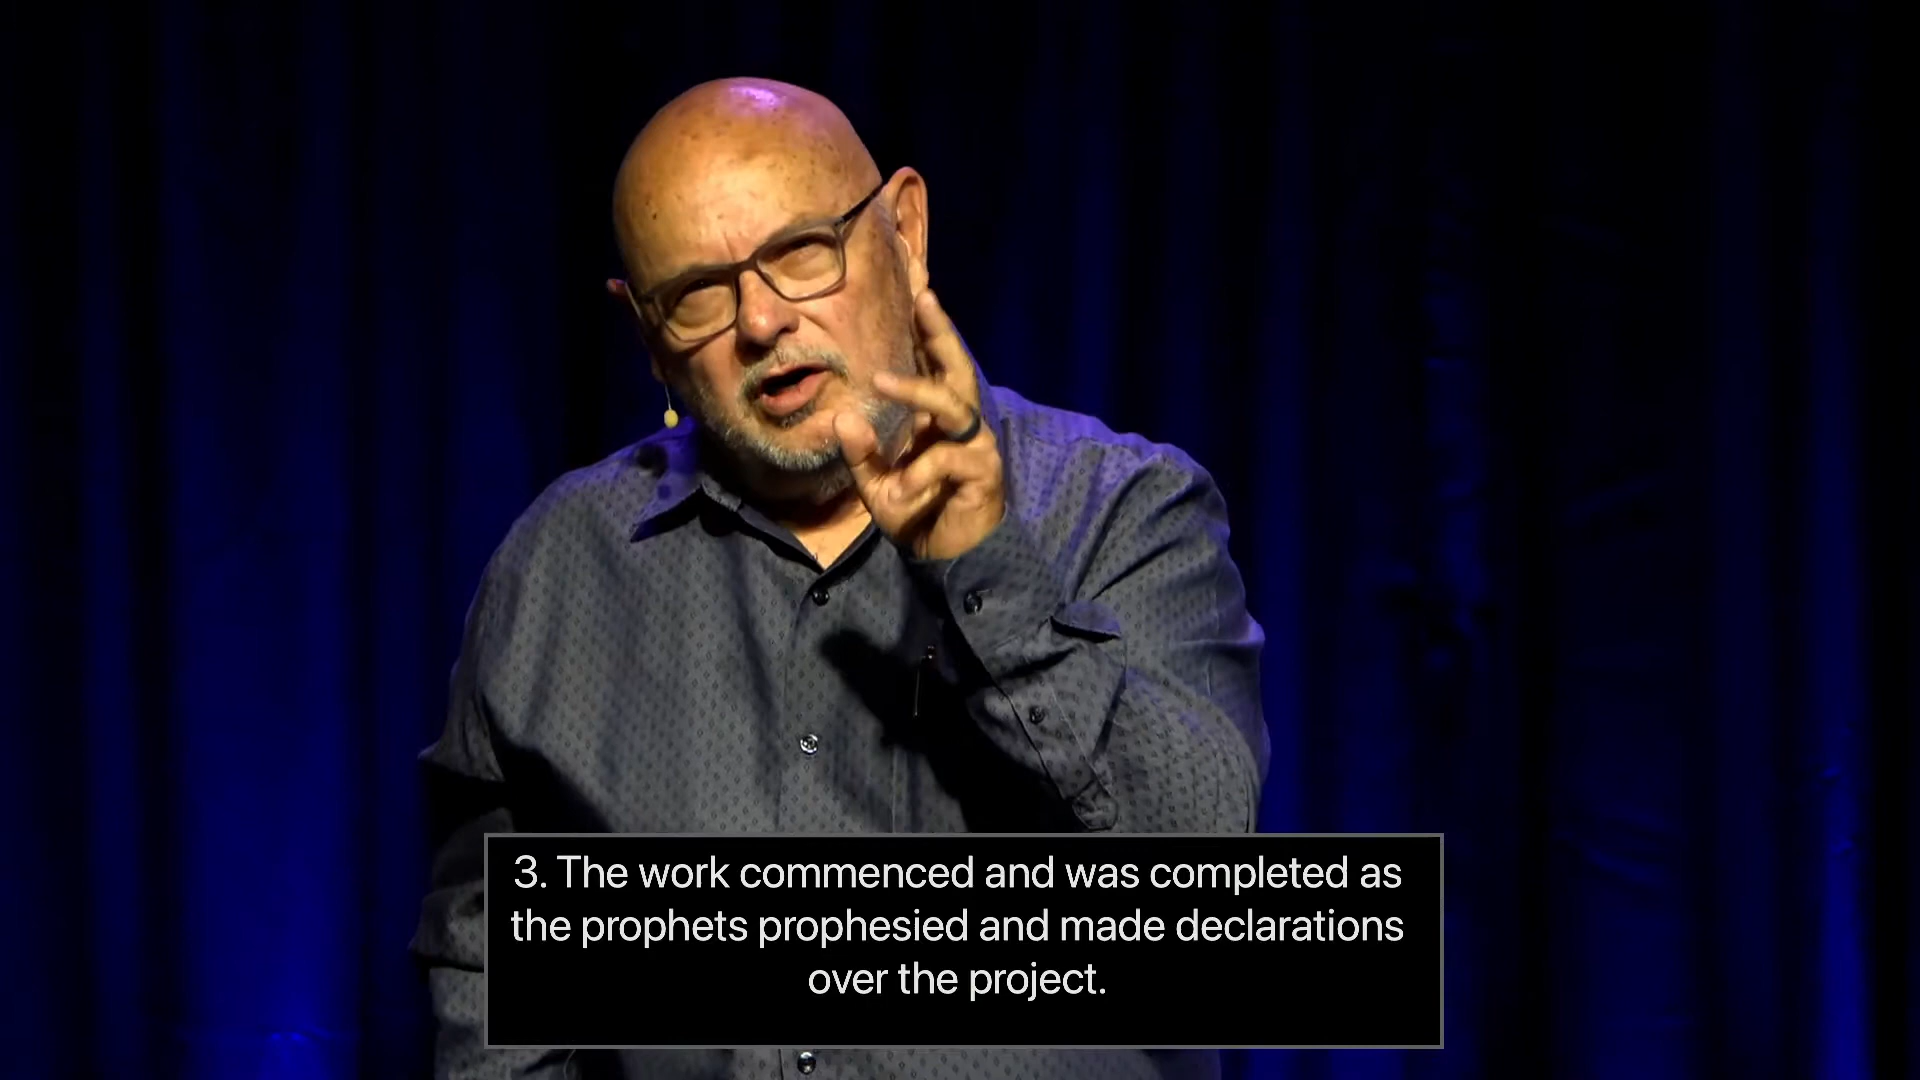 3. The work commenced and was completed as
the prophets prophesied and made declarations
over the project.